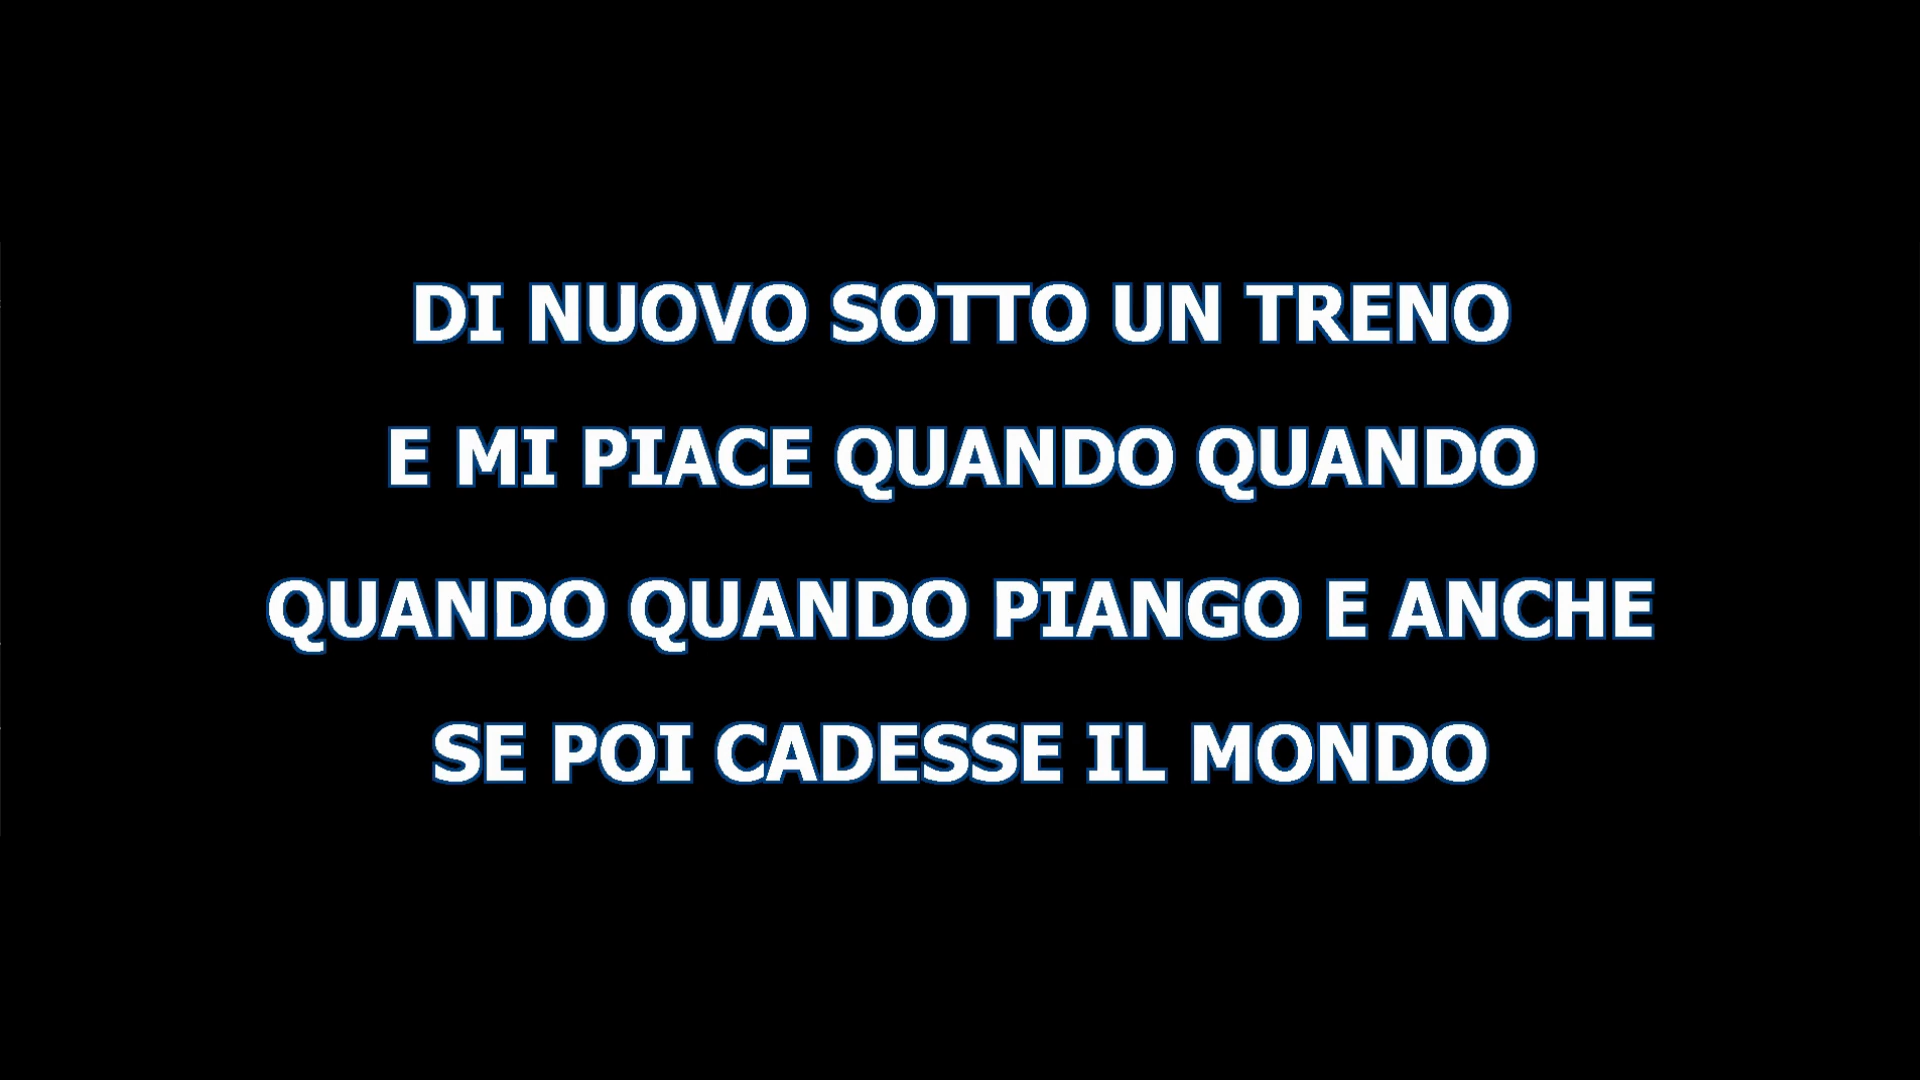 DI NUOVO SOTTO UN TRENO
E MI PIACE QUANDO QUANDO
QUANDO QUANDO PIANGO E ANCHE
SE POI CADESSE IL MONDO